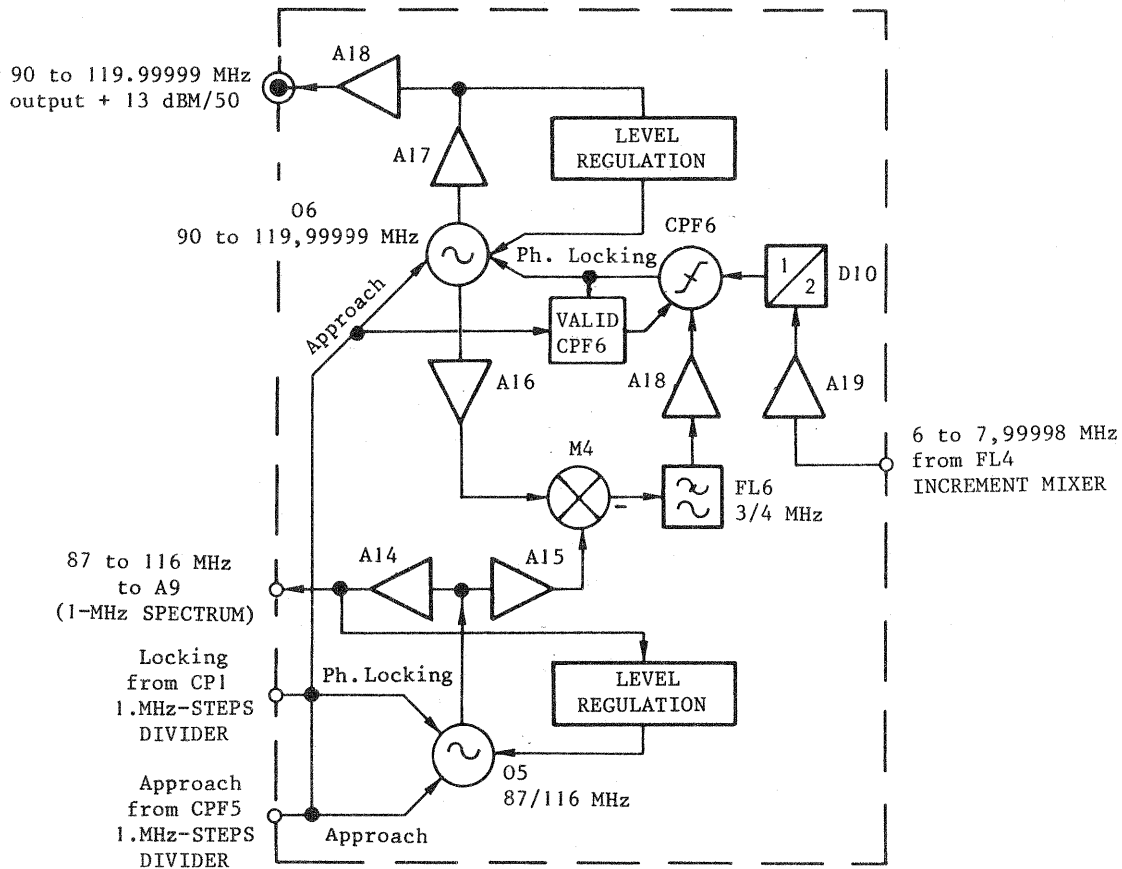 A18
90 to 119.99999 MHz
output + 13 dBM/50
LEVEL
REGULATION
A17
O6
90 to 119,99999 MHz
CPF6
Ph. Locking
1/2
D10
Approach
VALID
CPF6
A16
A18
A19
6 to 7,99998 MHz
from FL4
INCREMENT MIXER
M4
-
FL6
3/4 MHz
87 to 116 MHz
to A9
(1-MHz SPECTRUM)
A14
A15
Locking
from CP1
1.MHz-STEPS
DIVIDER
Ph.Locking
LEVEL
REGULATION
O5
87/116 MHz
Approach
from CPF5
1.MHz-STEPS
DIVIDER
Approach